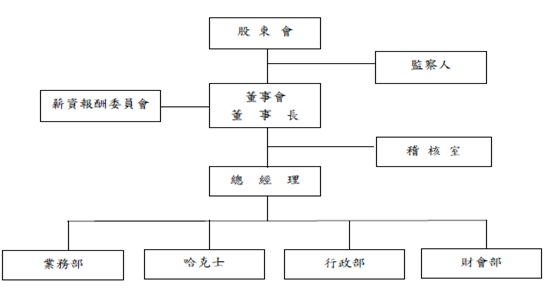 股東會
監察人
薪資報酬委員會
董事會
董事長
稽核室
總經理
業務部
哈克士
行政部
財會部